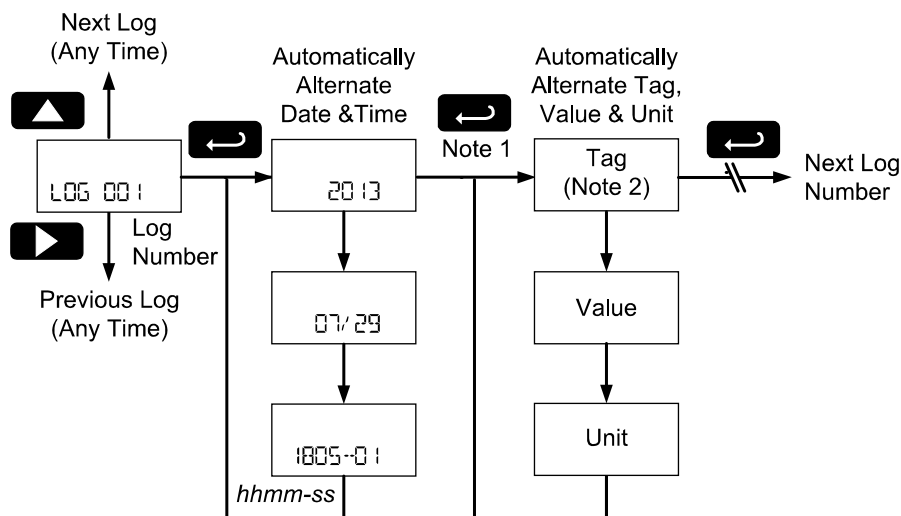 Next Log
(Any Time)
LOG 001
Log
Number
Previous Log
(Any Time)
Automatically
Alternate
Date &Time
2013
07/29
1805--01
hhmm-ss
Note 1
Automatically
Alternate Tag,
Value & Unit
Tag
(Note 2)
Value
Unit
Next Log
Number